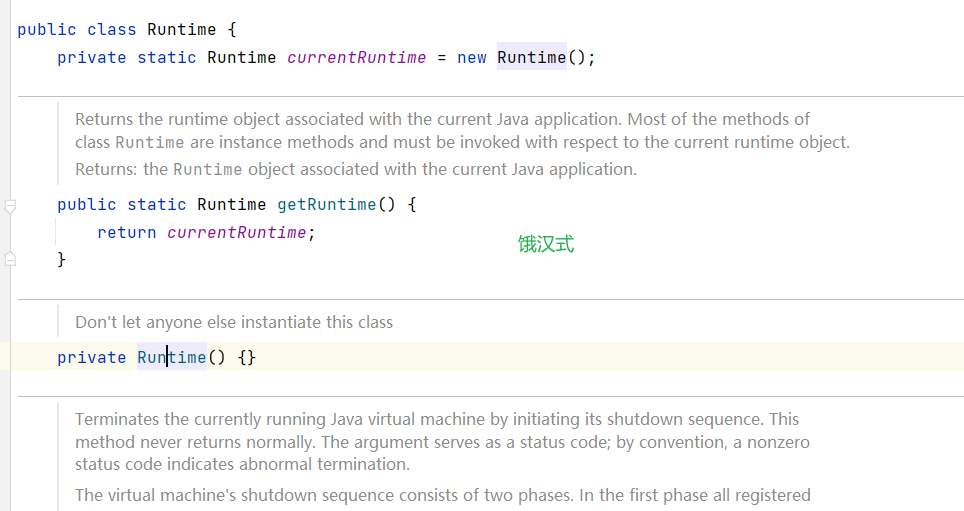 public class Runtime {
private static Runtime currentRuntime = new Runtime();
Returns the runtime object associated with the current Java application. Most of the methods of
class Runtime are instance methods and must be invoked with respect to the current runtime object.
Returns: the Runtime object associated with the current Java application.
public static Runtime getRuntime() {
return currentRuntime;
饿汉式
}
Don't let anyone else instantiate this class
private Runtime() {}
Terminates the currently running Java virtual machine by initiating its shutdown sequence. This
method never returns normally. The argument serves as a status code; by convention, a nonzero
status code indicates abnormal termination.
The virtual machine's shutdown sequence consists of two phases. In the first phase all registered